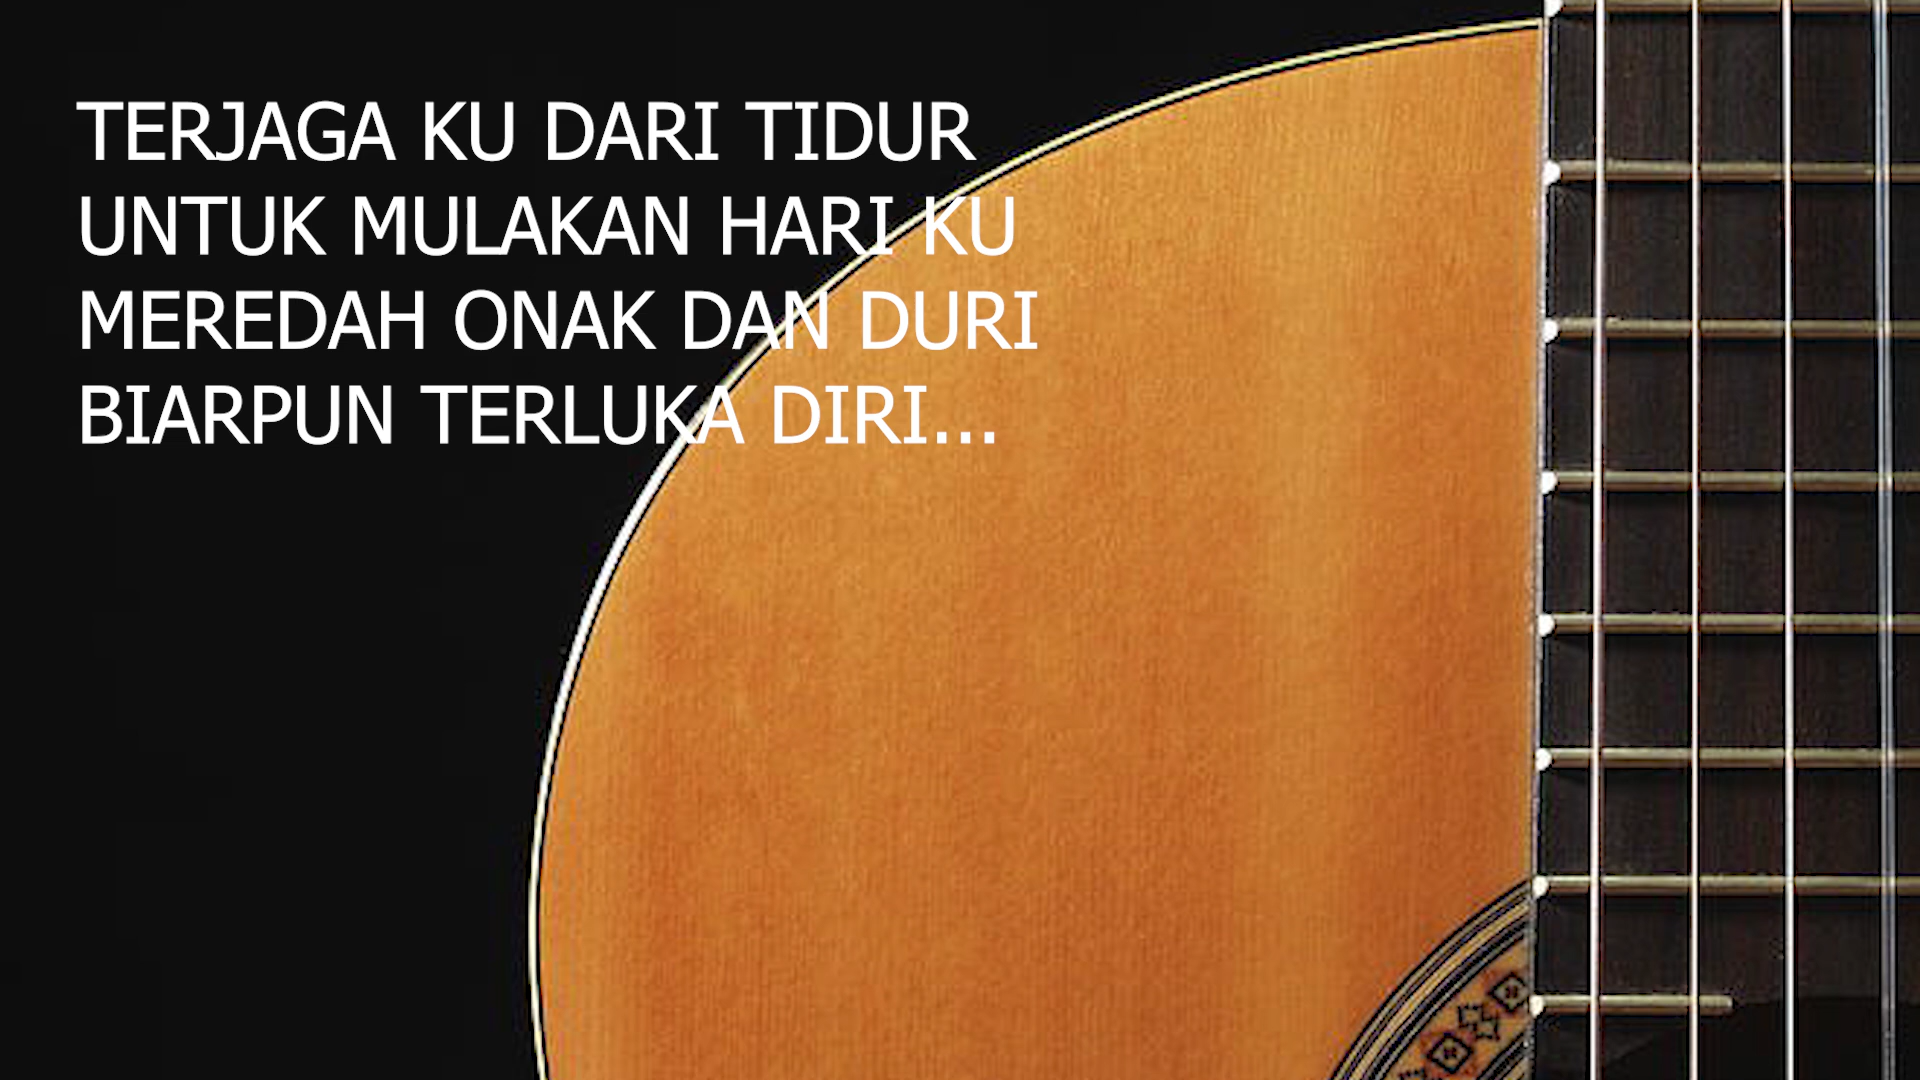 TERJAGA KU DARI TIDUR
UNTUK MULAKAN HARI KU
MEREDAH ONAK DAN DURI
BIARPUN TERLUKA DIRI...